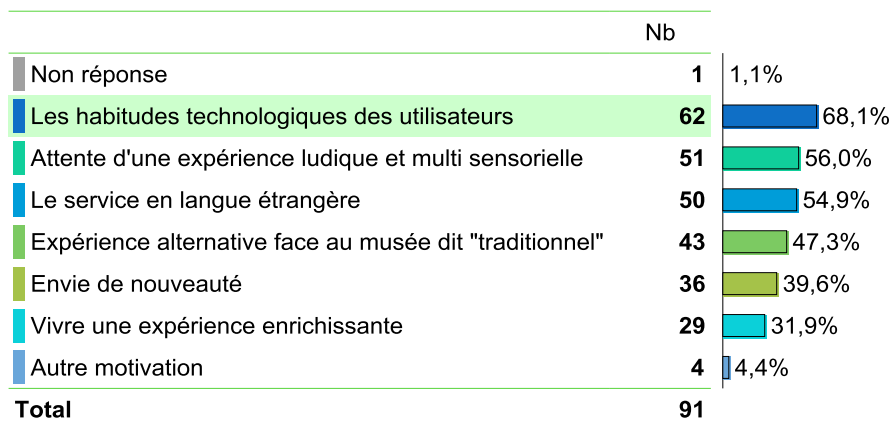 Nb
Non réponse 1 1,1%
Les habitudes technologiques des utilisateurs 62 68,1%
Attente d'une expérience ludique et multi sensorielle 51 56,0%
Le service en langue étrangère 50 54,9%
Expérience alternative face au musée dit "traditionnel" 43 47,3%
Envie de nouveauté 36 39,6%
Vivre une expérience enrichissante 29 31,9%
Autre motivation 4 4,4%
Total 91